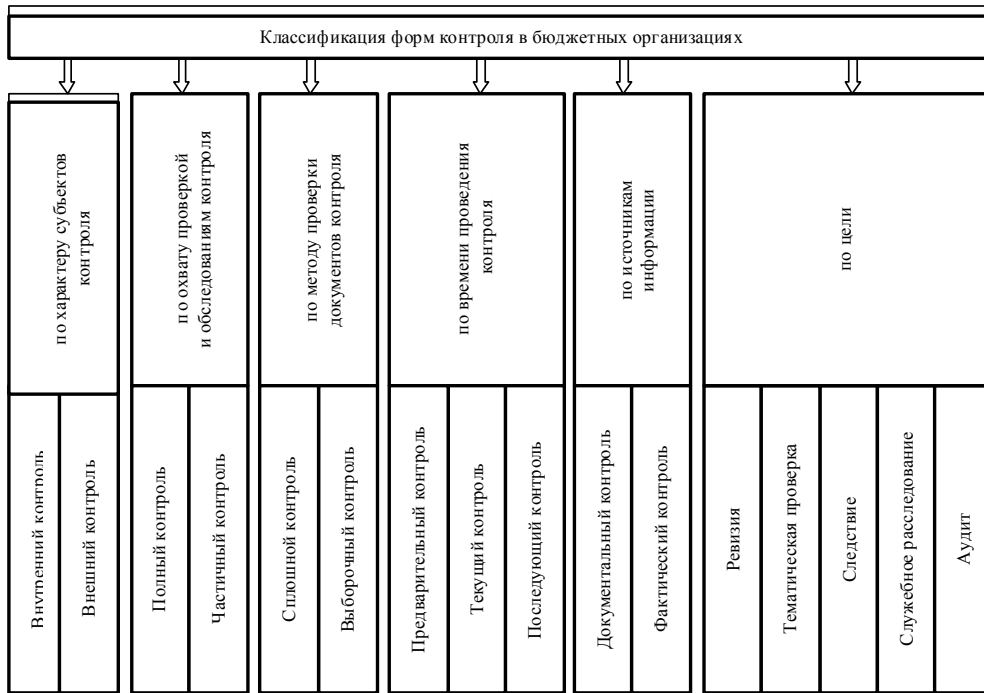 Классификация форм контроля в бюджетных организациях
по характеру субъектов
контроля
по охвату проверкой
и обследованиям контроля
по методу проверки
документов контроля
по времени проведения
контроля
по источникам
информации
по цели
Внутренний контроль
Внешний контроль
Полный контроль
Частичный контроль
Сплошной контроль
Выборочный контроль
Предварительный контроль
Текущий контроль
Последующий контроль
Документальный контроль
Фактический контроль
Ревизия
Тематическая проверка
Следствие
Служебное расследование
Аудит